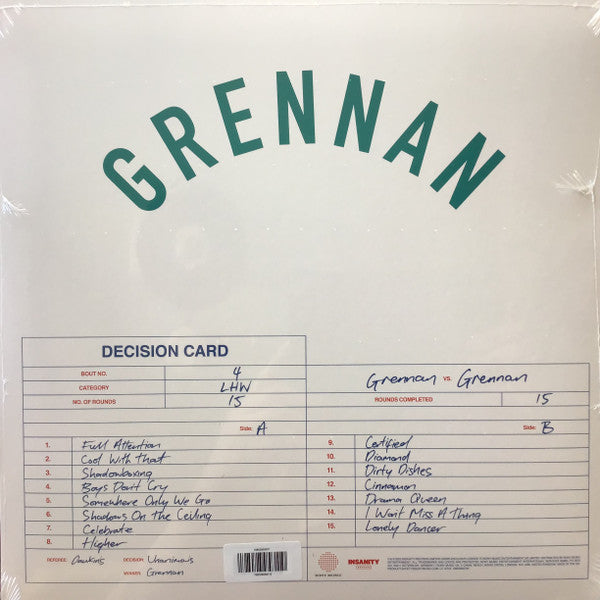 GRENNAN
DECISION CARD
BOUT NO. 4
CATEGORY LHW
NO. OF ROUNDS 15
Grennan VS. Grennan
ROUNDS COMPLETED 15
Side: A
1. Full Attention
2. Cool With That
3. Shadowboxing
4. Boys Don't Cry
5. Somewhere Only We Go
6. Shadows On the Ceiling
7. Celebrate
8. Higher
Side: B
9. Certified
10. Diamond
11. Dirty Dishes
12. Cinnamon
13. Drama Queen
14. I Won't Miss A Thing
15. Lonely Dancer
REFEREE: Dawkins
DECISION Unanimous
WINNER: Grennan
INSANITY